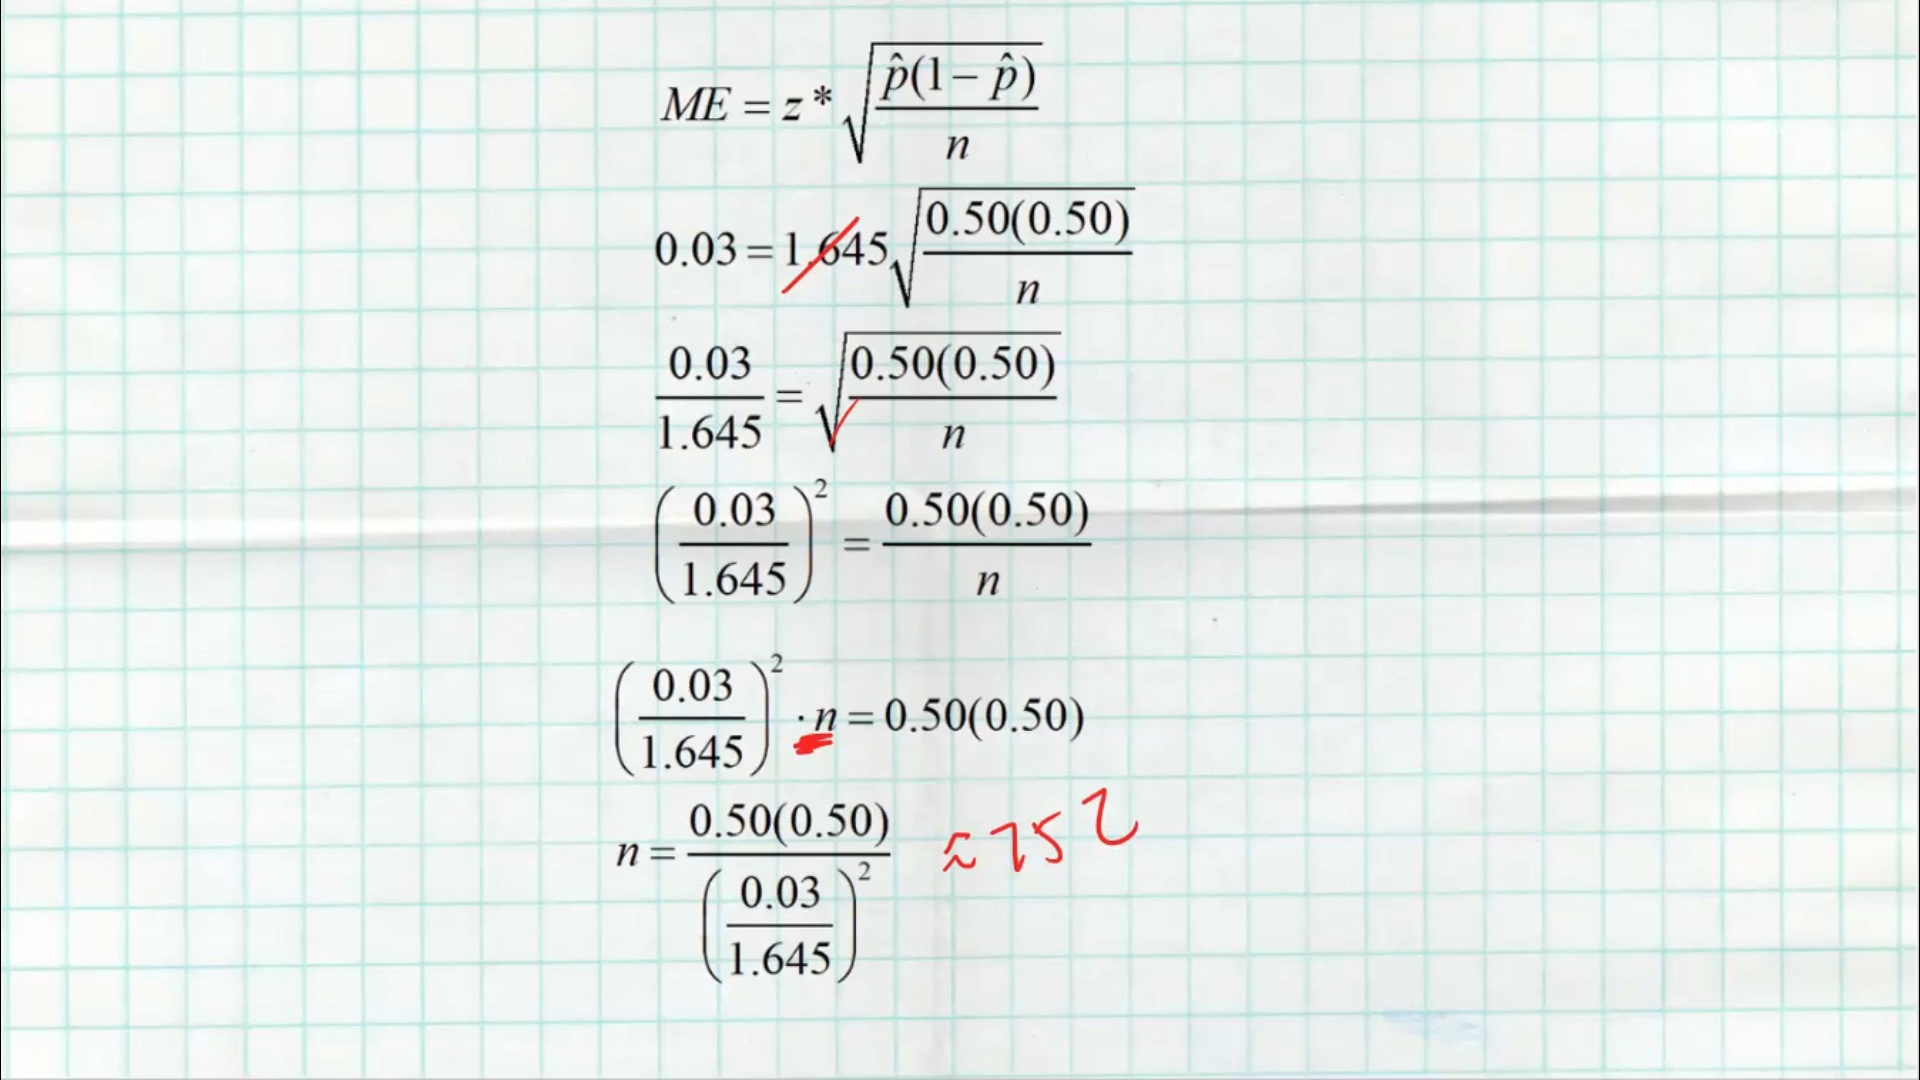 ME = z * √(p̂(1 − p̂)/n)
0.03 = 1.645 √(0.50(0.50)/n)
0.03/1.645 = √(0.50(0.50)/n)
(0.03/1.645)² = 0.50(0.50)/n
(0.03/1.645)² · n = 0.50(0.50)
n = 0.50(0.50)/(0.03/1.645)² ≈ 752